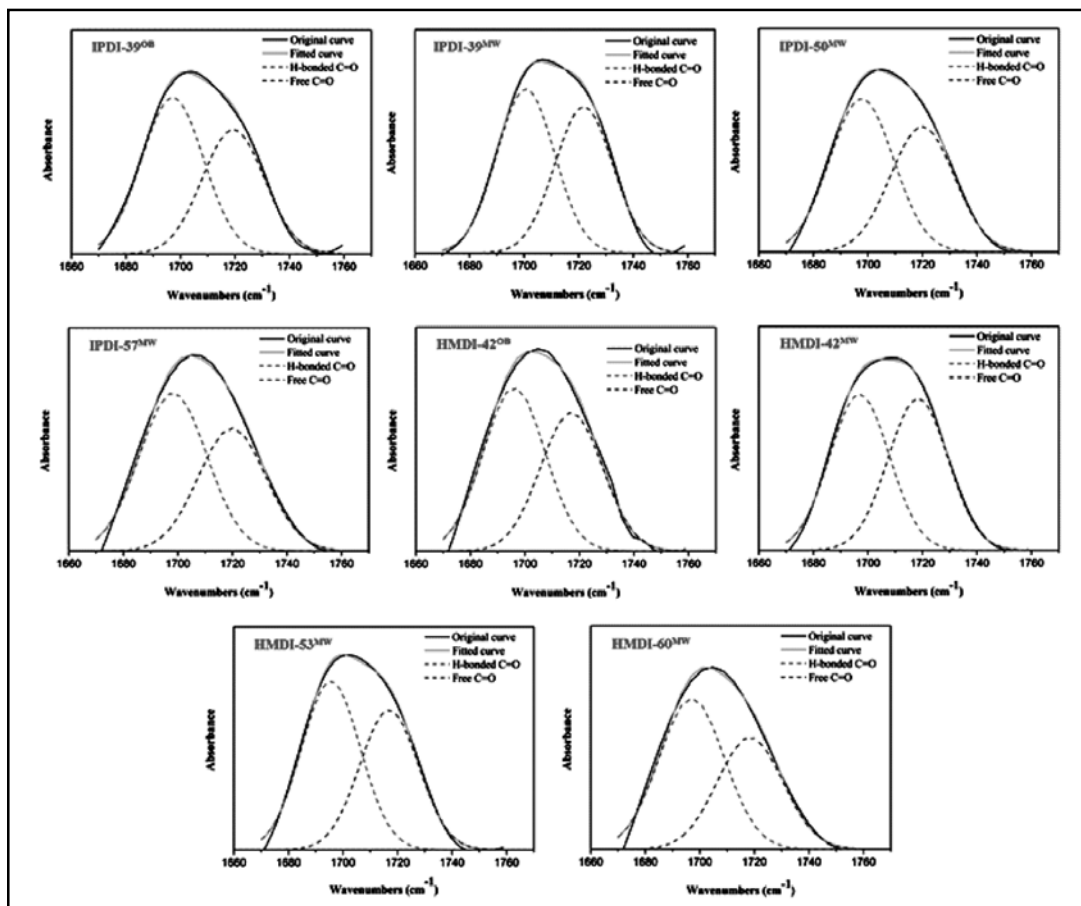 IPDI-39ᴼᴮ
Original curve
Fitted curve
H-bonded C=O
Free C=O
Absorbance
1660 1680 1700 1720 1740 1760
Wavenumbers (cm⁻¹)
IPDI-39ᴹᵂ
Original curve
Fitted curve
H-bonded C=O
Free C=O
Absorbance
1660 1680 1700 1720 1740 1760
Wavenumbers (cm⁻¹)
IPDI-50ᴹᵂ
Original curve
Fitted curve
H-bonded C=O
Free C=O
Absorbance
1660 1680 1700 1720 1740 1760
Wavenumbers (cm⁻¹)
IPDI-57ᴹᵂ
Original curve
Fitted curve
H-bonded C=O
Free C=O
Absorbance
1660 1680 1700 1720 1740 1760
Wavenumbers (cm⁻¹)
HMDI-42ᴼᴮ
Original curve
Fitted curve
H-bonded C=O
Free C=O
Absorbance
1660 1680 1700 1720 1740 1760
Wavenumbers (cm⁻¹)
HMDI-42ᴹᵂ
Original curve
Fitted curve
H-bonded C=O
Free C=O
Absorbance
1660 1680 1700 1720 1740 1760
Wavenumbers (cm⁻¹)
HMDI-53ᴹᵂ
Original curve
Fitted curve
H-bonded C=O
Free C=O
Absorbance
1660 1680 1700 1720 1740 1760
Wavenumbers (cm⁻¹)
HMDI-60ᴹᵂ
Original curve
Fitted curve
H-bonded C=O
Free C=O
Absorbance
1660 1680 1700 1720 1740 1760
Wavenumbers (cm⁻¹)